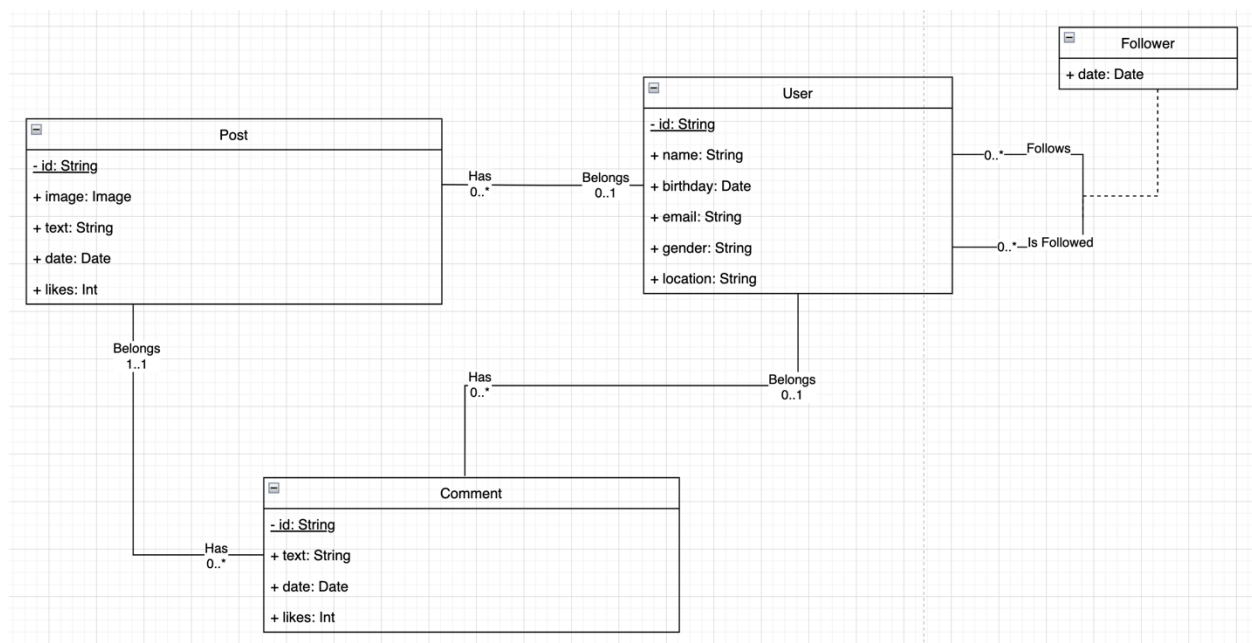 Follower
+ date: Date
User
- id: String
+ name: String
+ birthday: Date
+ email: String
+ gender: String
+ location: String
Post
- id: String
+ image: Image
+ text: String
+ date: Date
+ likes: Int
Has
0..*
Belongs
0..1
0..*
Follows
0..*
Is Followed
Belongs
1..1
Has
0..*
Belongs
0..1
Comment
- id: String
+ text: String
+ date: Date
+ likes: Int
Has
0..*